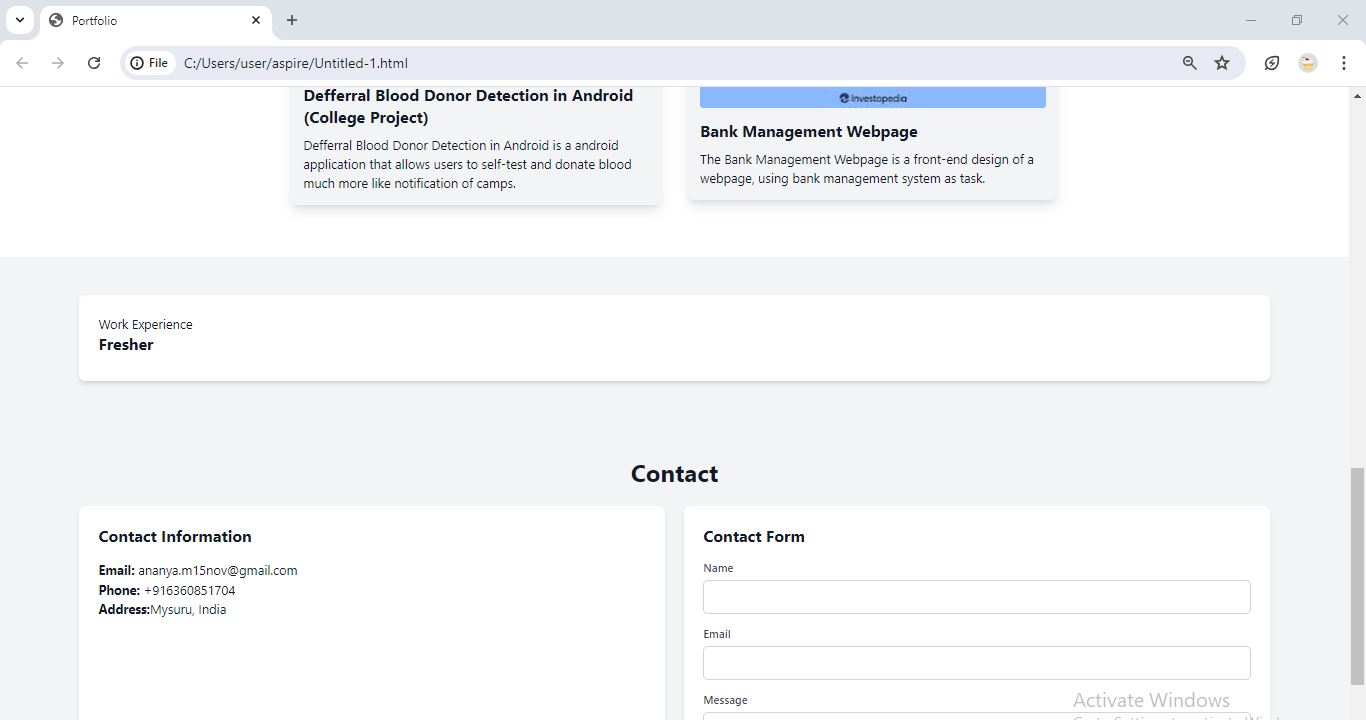 Portfolio
File
C:/Users/user/aspire/Untitled-1.html
Defferral Blood Donor Detection in Android
(College Project)
Defferral Blood Donor Detection in Android is a android
application that allows users to self-test and donate blood
much more like notification of camps.
Investopedia
Bank Management Webpage
The Bank Management Webpage is a front-end design of a
webpage, using bank management system as task.
Work Experience
Fresher
Contact
Contact Information
Email: ananya.m15nov@gmail.com
Phone: +916360851704
Address:Mysuru, India
Contact Form
Name
Email
Message
Activate Windows